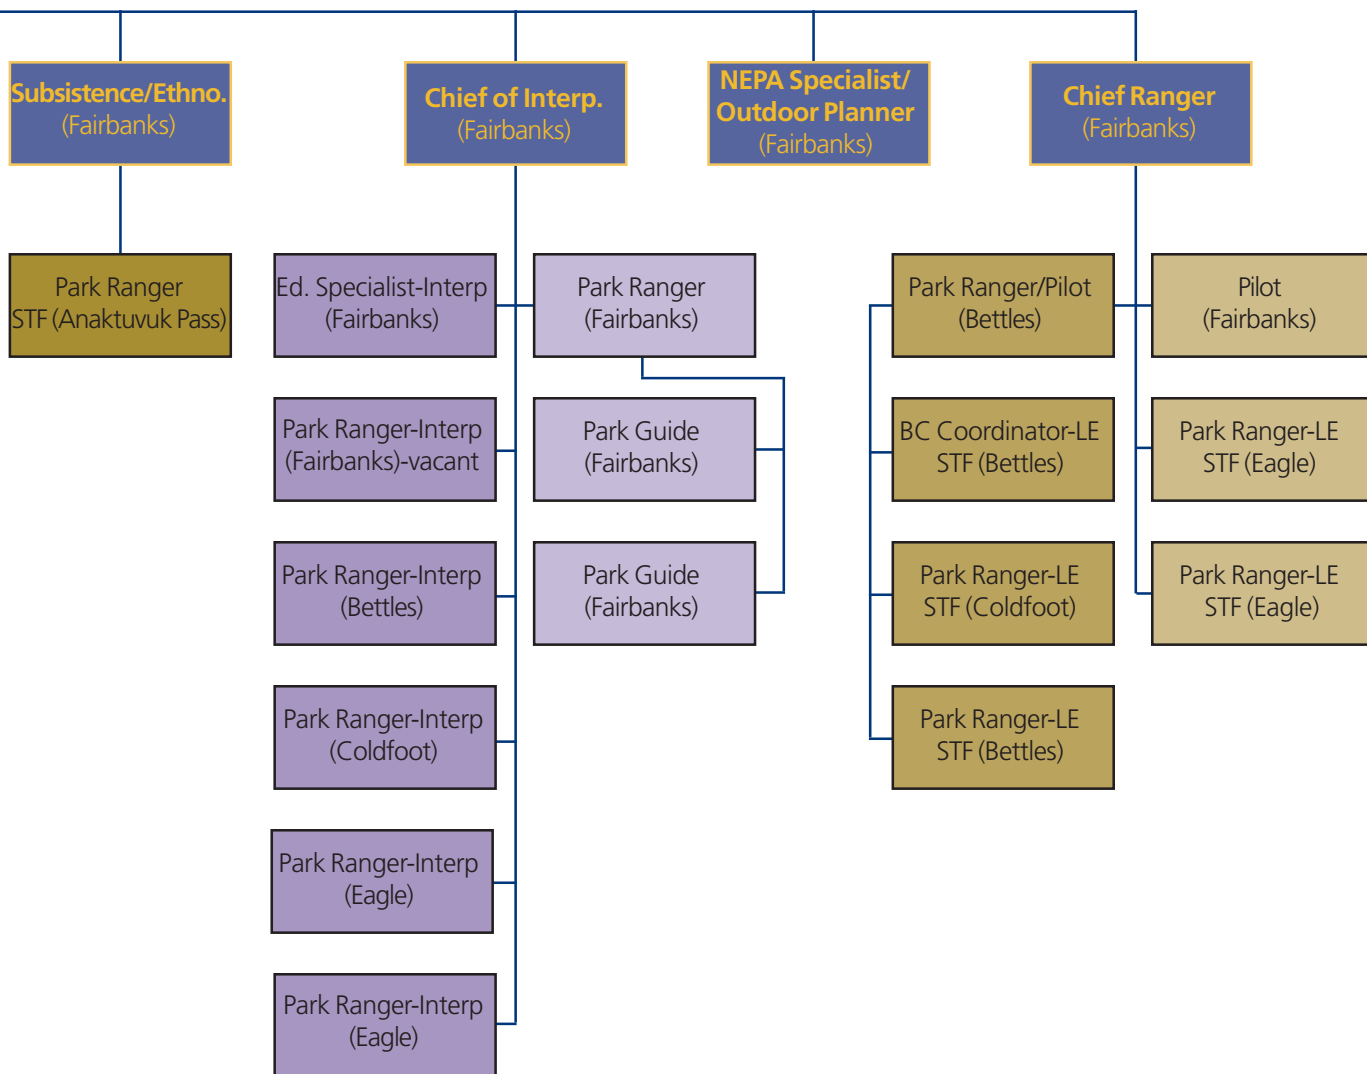 Subsistence/Ethno.
(Fairbanks)
Chief of Interp.
(Fairbanks)
NEPA Specialist/
Outdoor Planner
(Fairbanks)
Chief Ranger
(Fairbanks)
Park Ranger
STF (Anaktuvuk Pass)
Ed. Specialist-Interp
(Fairbanks)
Park Ranger
(Fairbanks)
Park Ranger/Pilot
(Bettles)
Pilot
(Fairbanks)
Park Ranger-Interp
(Fairbanks)-vacant
Park Guide
(Fairbanks)
BC Coordinator-LE
STF (Bettles)
Park Ranger-LE
STF (Eagle)
Park Ranger-Interp
(Bettles)
Park Guide
(Fairbanks)
Park Ranger-LE
STF (Coldfoot)
Park Ranger-LE
STF (Eagle)
Park Ranger-Interp
(Coldfoot)
Park Ranger-LE
STF (Bettles)
Park Ranger-Interp
(Eagle)
Park Ranger-Interp
(Eagle)